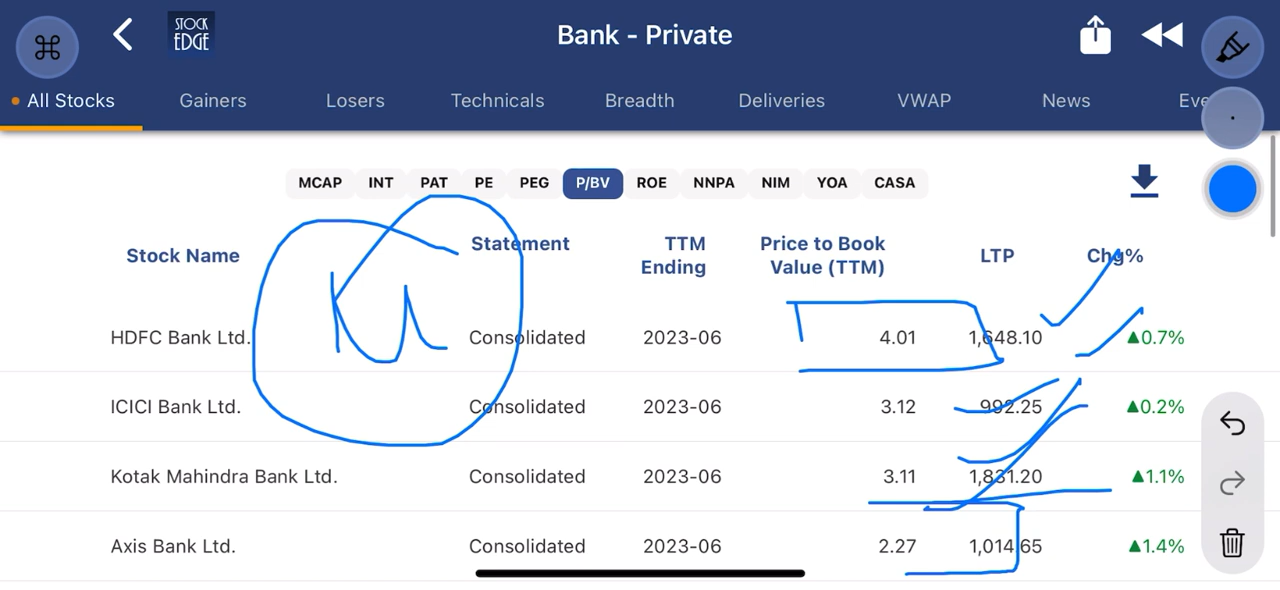 STOCK EDGE
Bank - Private
All Stocks Gainers Losers Technicals Breadth Deliveries VWAP News Eve
MCAP INT PAT PE PEG P/BV ROE NNPA NIM YOA CASA
Stock Name Statement TTM Ending Price to Book Value (TTM) LTP Chg%
HDFC Bank Ltd. Consolidated 2023-06 4.01 1,648.10 ▲0.7%
ICICI Bank Ltd. Consolidated 2023-06 3.12 992.25 ▲0.2%
Kotak Mahindra Bank Ltd. Consolidated 2023-06 3.11 1,831.20 ▲1.1%
Axis Bank Ltd. Consolidated 2023-06 2.27 1,014.65 ▲1.4%